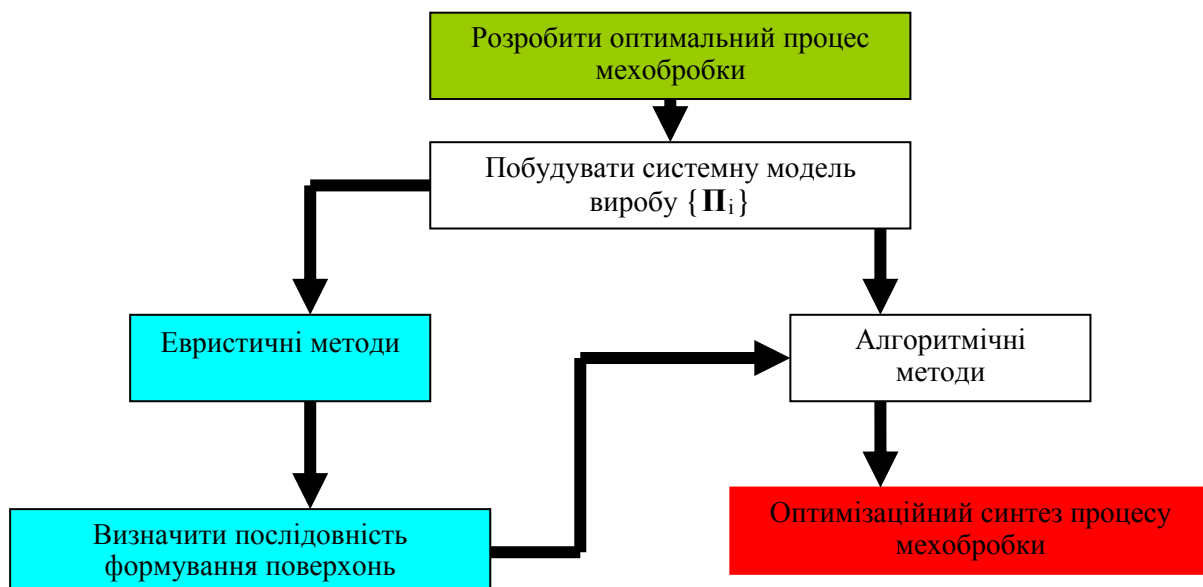 Розробити оптимальний процес
мехобробки
Побудувати системну модель
виробу {Πi}
Евристичні методи
Алгоритмічні
методи
Визначити послідовність
формування поверхонь
Оптимізаційний синтез процесу
мехобробки